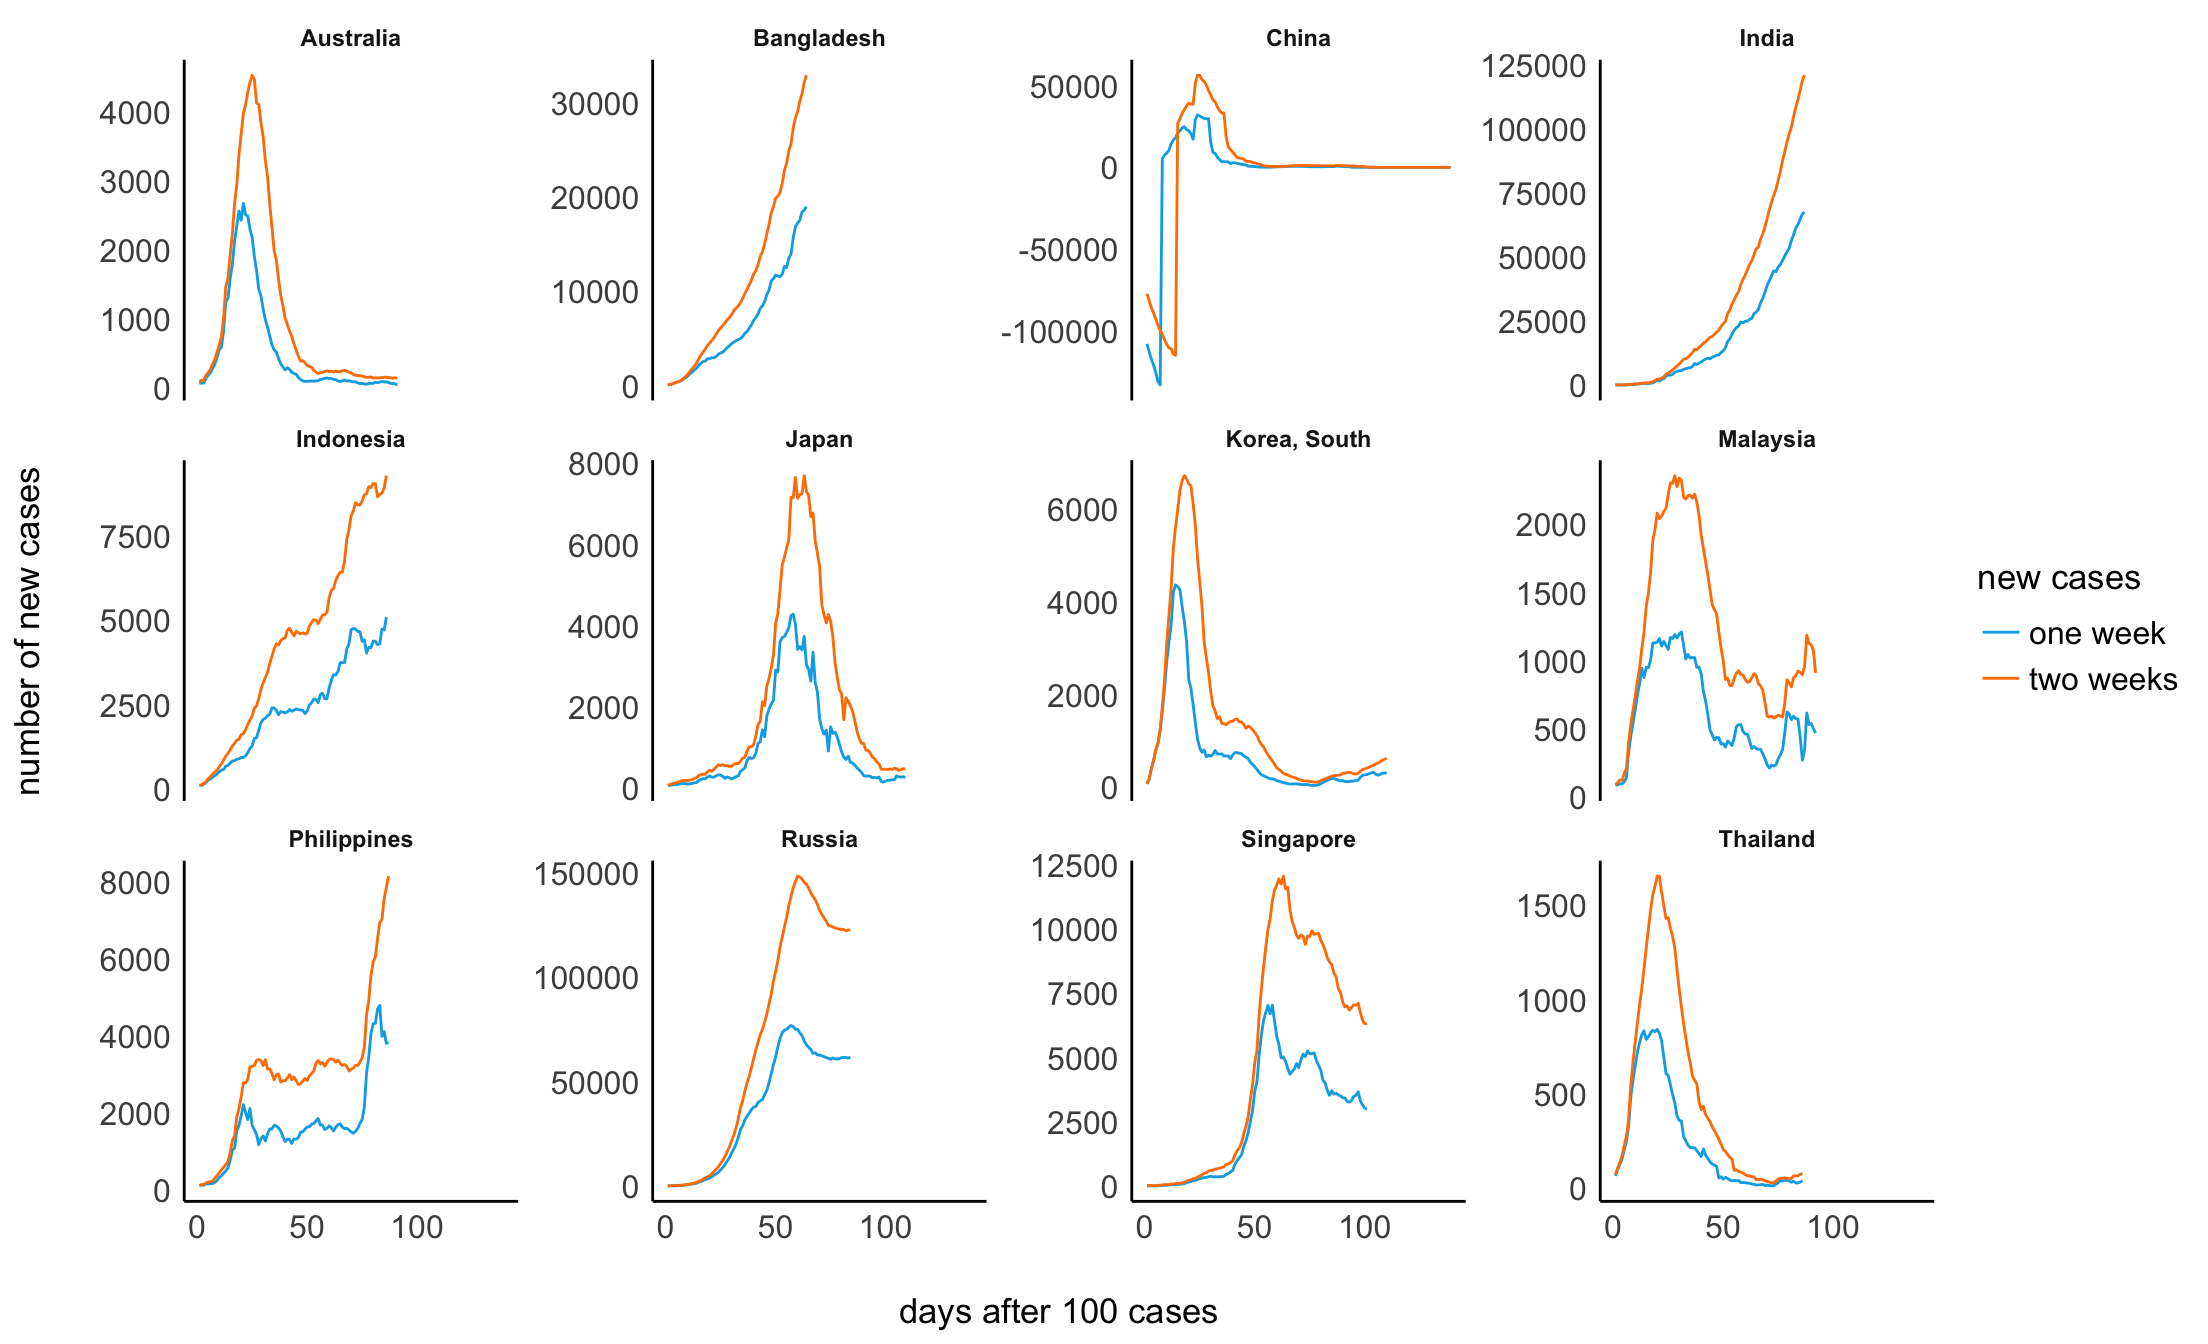 Australia
Bangladesh
China
India
4000
3000
2000
1000
0
30000
20000
10000
0
50000
0
-50000
-100000
125000
100000
75000
50000
25000
0
Indonesia
Japan
Korea, South
Malaysia
7500
5000
2500
0
8000
6000
4000
2000
0
6000
4000
2000
0
2000
1500
1000
500
0
Philippines
Russia
Singapore
Thailand
8000
6000
4000
2000
0
150000
100000
50000
0
12500
10000
7500
5000
2500
0
1500
1000
500
0
0 50 100
0 50 100
0 50 100
0 50 100
days after 100 cases
number of new cases
new cases
one week
two weeks